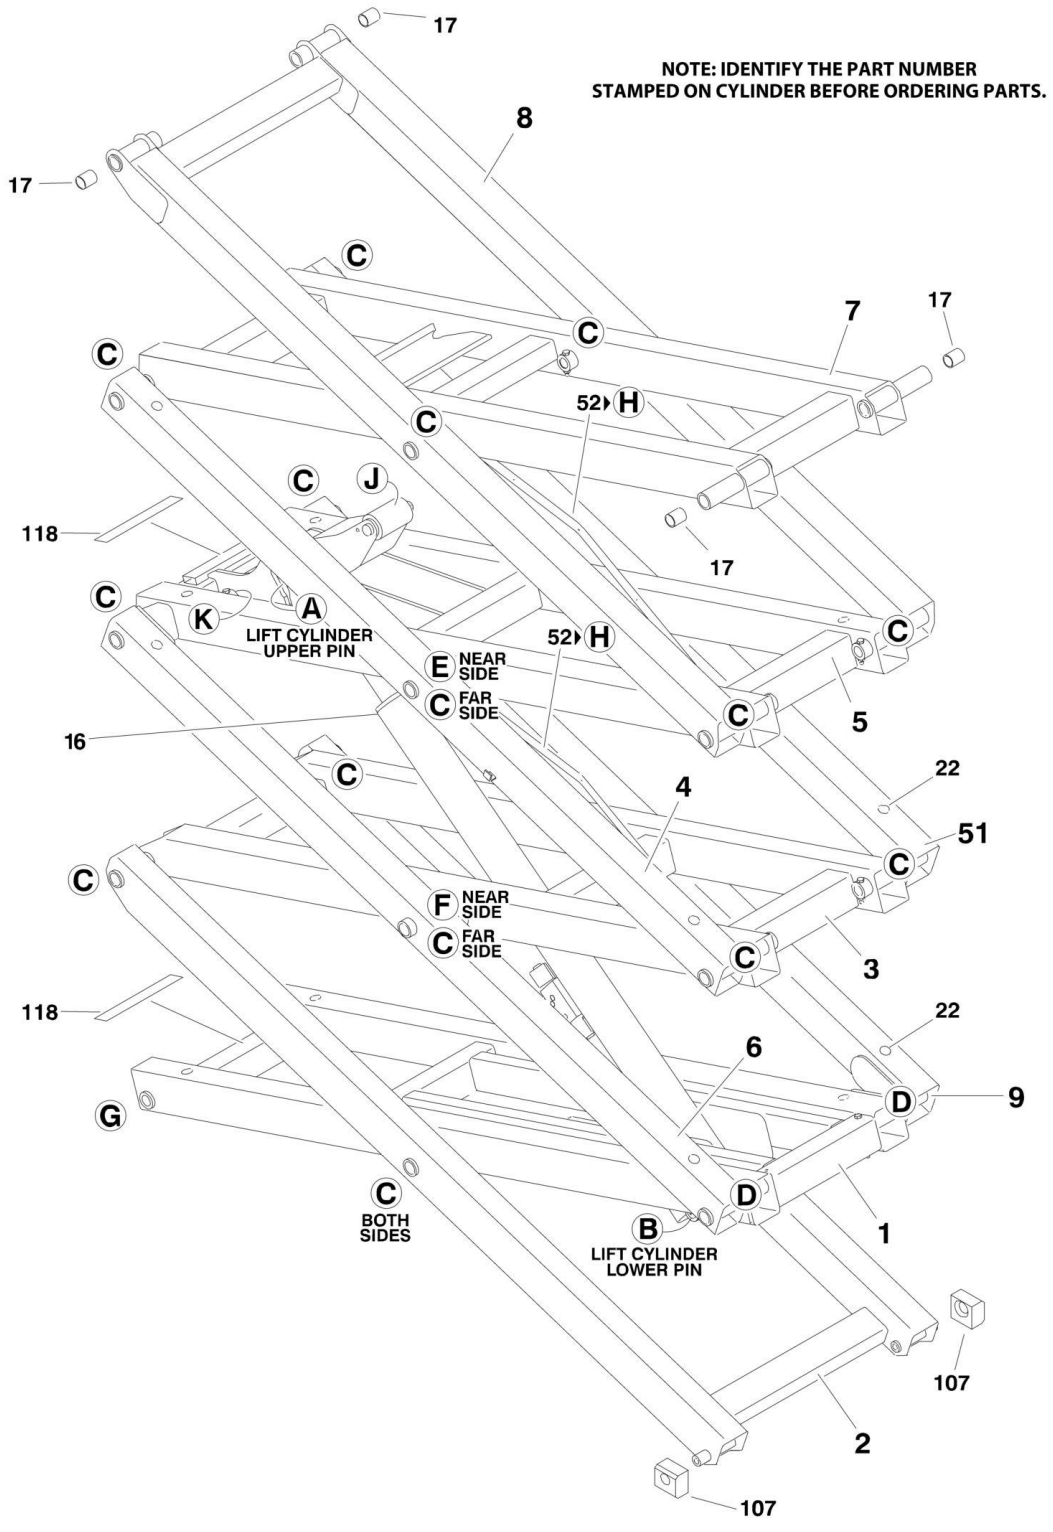 17
NOTE: IDENTIFY THE PART NUMBER
STAMPED ON CYLINDER BEFORE ORDERING PARTS.
8
17
C
17
7
C
C
52 H
C
C
J
118
17
C
K
A
LIFT CYLINDER
UPPER PIN
52 H
C
E NEAR
SIDE
C FAR
SIDE
C
5
16
C
22
4
51
C
C
F NEAR
SIDE
C FAR
SIDE
C
3
118
22
6
9
D
G
C
BOTH
SIDES
D
B
LIFT CYLINDER
LOWER PIN
1
107
2
107